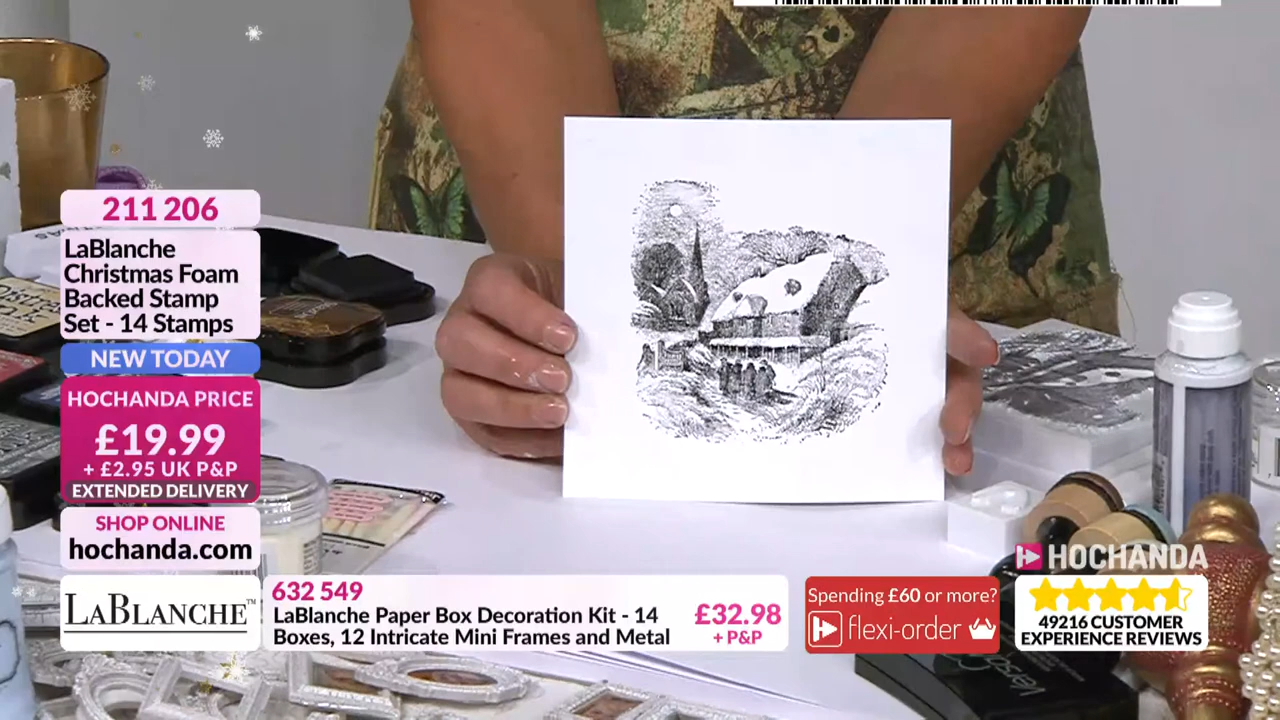 211 206
LaBlanche
Christmas Foam
Backed Stamp
Set - 14 Stamps
NEW TODAY
HOCHANDA PRICE
£19.99
+ £2.95 UK P&P
EXTENDED DELIVERY
SHOP ONLINE
hochanda.com
LABLANCHE™
632 549
LaBlanche Paper Box Decoration Kit - 14
Boxes, 12 Intricate Mini Frames and Metal
£32.98
+ P&P
Spending £60 or more?
flexi-order
HOCHANDA
49216 CUSTOMER
EXPERIENCE REVIEWS